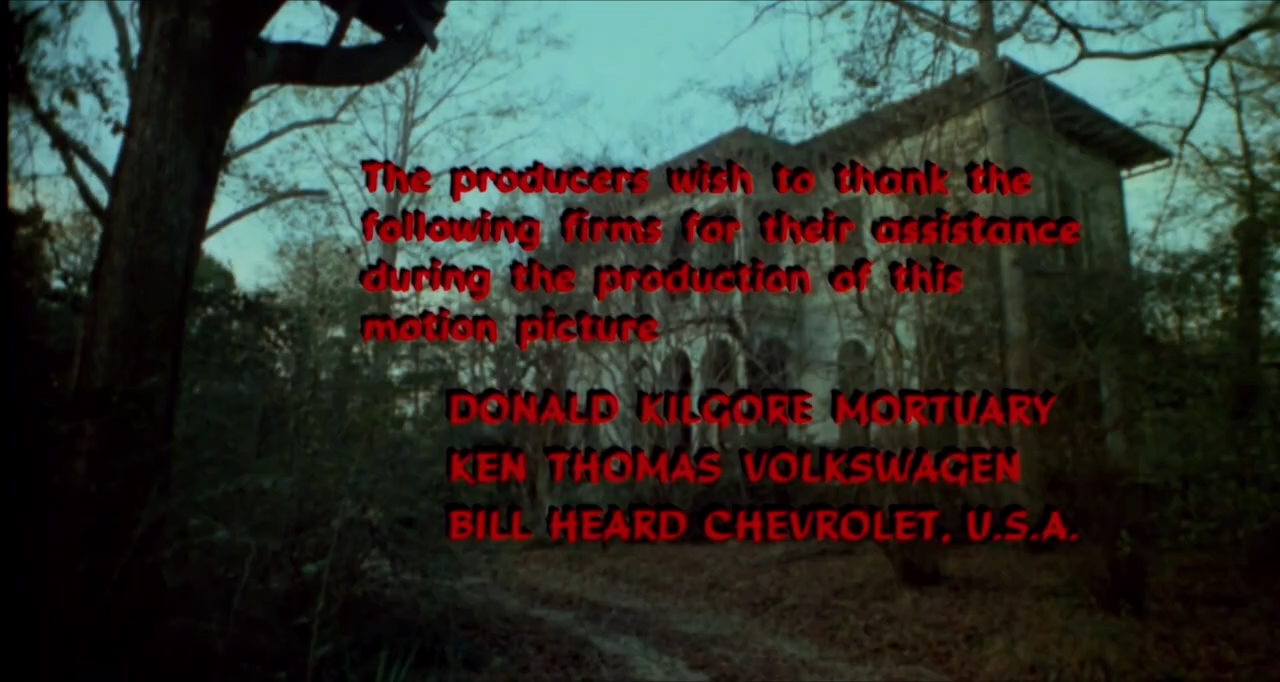 The producers wish to thank the
following firms for their assistance
during the production of this
motion picture
DONALD KILGORE MORTUARY
KEN THOMAS VOLKSWAGEN
BILL HEARD CHEVROLET, U.S.A.